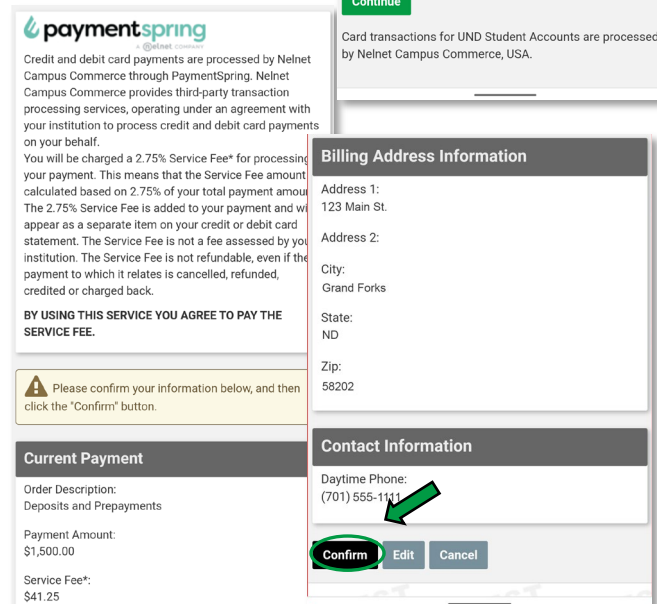 paymentspring
A nelnet COMPANY
Credit and debit card payments are processed by Nelnet
Campus Commerce through PaymentSpring. Nelnet
Campus Commerce provides third-party transaction
processing services, operating under an agreement with
your institution to process credit and debit card payments
on your behalf.
You will be charged a 2.75% Service Fee* for processing
your payment. This means that the Service Fee amount
calculated based on 2.75% of your total payment
The 2.75% Service Fee is added to your payment and
appear as a separate item on your credit or debit card
statement. The Service Fee is not a fee assessed by
institution. The Service Fee is not refundable, even if the
payment to which it relates is cancelled, refunded,
credited or charged back.
BY USING THIS SERVICE YOU AGREE TO PAY THE
SERVICE FEE.
Please confirm your information below, and then
click the "Confirm" button.
Current Payment
Order Description:
Deposits and Prepayments
Payment Amount:
$1,500.00
Service Fee*:
$41.25
Continue
Card transactions for UND Student Accounts are processed
by Nelnet Campus Commerce, USA.
Billing Address Information
Address 1:
123 Main St.
Address 2:
City:
Grand Forks
State:
ND
Zip:
58202
Contact Information
Daytime Phone:
(701) 555-1111
Confirm Edit Cancel